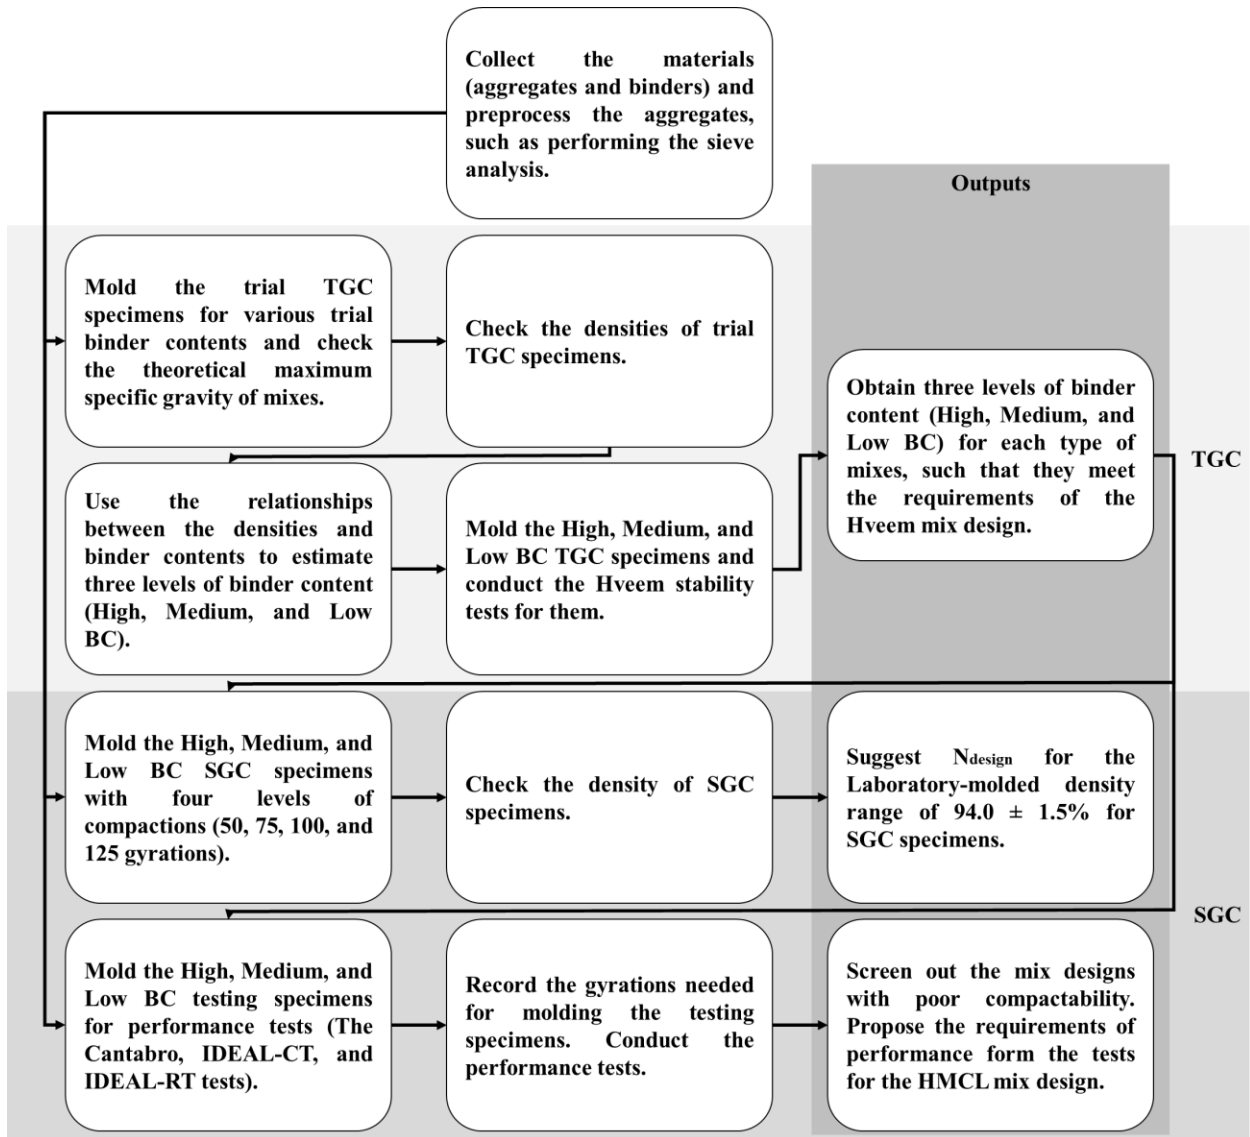 Collect the materials
(aggregates and binders) and
preprocess the aggregates,
such as performing the sieve
analysis.
Outputs
Mold the trial TGC
specimens for various trial
binder contents and check
the theoretical maximum
specific gravity of mixes.
Check the densities of trial
TGC specimens.
Obtain three levels of binder
content (High, Medium, and
Low BC) for each type of
mixes, such that they meet
the requirements of the
Hveem mix design.
TGC
Use the relationships
between the densities and
binder contents to estimate
three levels of binder content
(High, Medium, and Low
BC).
Mold the High, Medium, and
Low BC TGC specimens and
conduct the Hveem stability
tests for them.
Mold the High, Medium, and
Low BC SGC specimens
with four levels of
compactions (50, 75, 100, and
125 gyrations).
Check the density of SGC
specimens.
Suggest Ndesign for the
Laboratory-molded density
range of 94.0 ± 1.5% for
SGC specimens.
SGC
Mold the High, Medium, and
Low BC testing specimens
for performance tests (The
Cantabro, IDEAL-CT, and
IDEAL-RT tests).
Record the gyrations needed
for molding the testing
specimens. Conduct the
performance tests.
Screen out the mix designs
with poor compactability.
Propose the requirements of
performance form the tests
for the HMCL mix design.